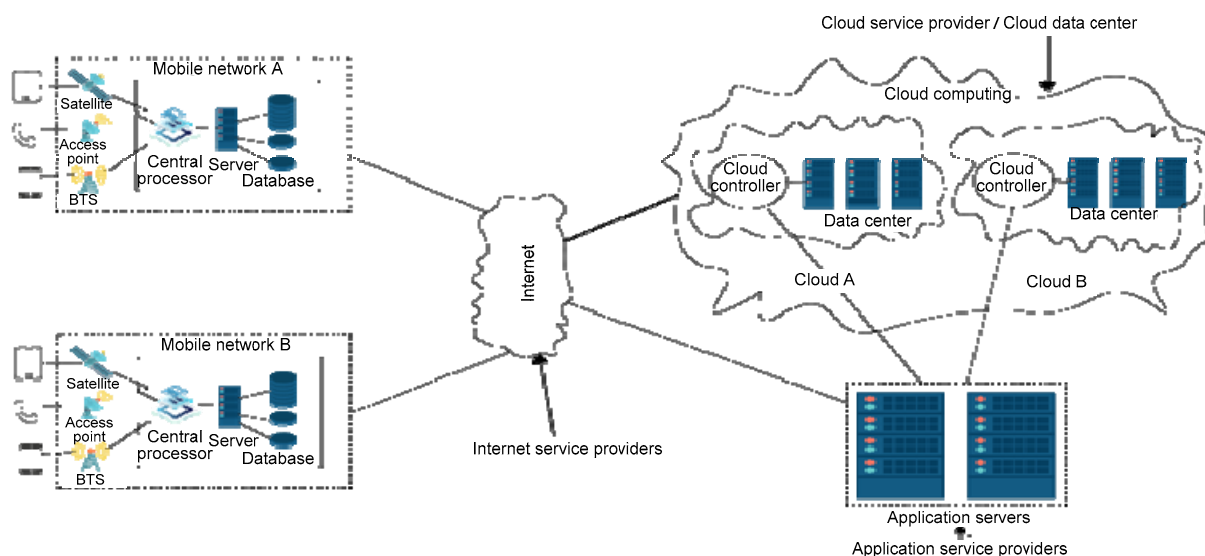 Cloud service provider / Cloud data center
Mobile network A
Satellite
Access
point
BTS
Central
processor
Server
Database
Cloud computing
Cloud
controller
Data center
Cloud A
Cloud
controller
Data center
Cloud B
Internet
Mobile network B
Satellite
Access
point
BTS
Central
processor
Server
Database
Internet service providers
Application servers
Application service providers